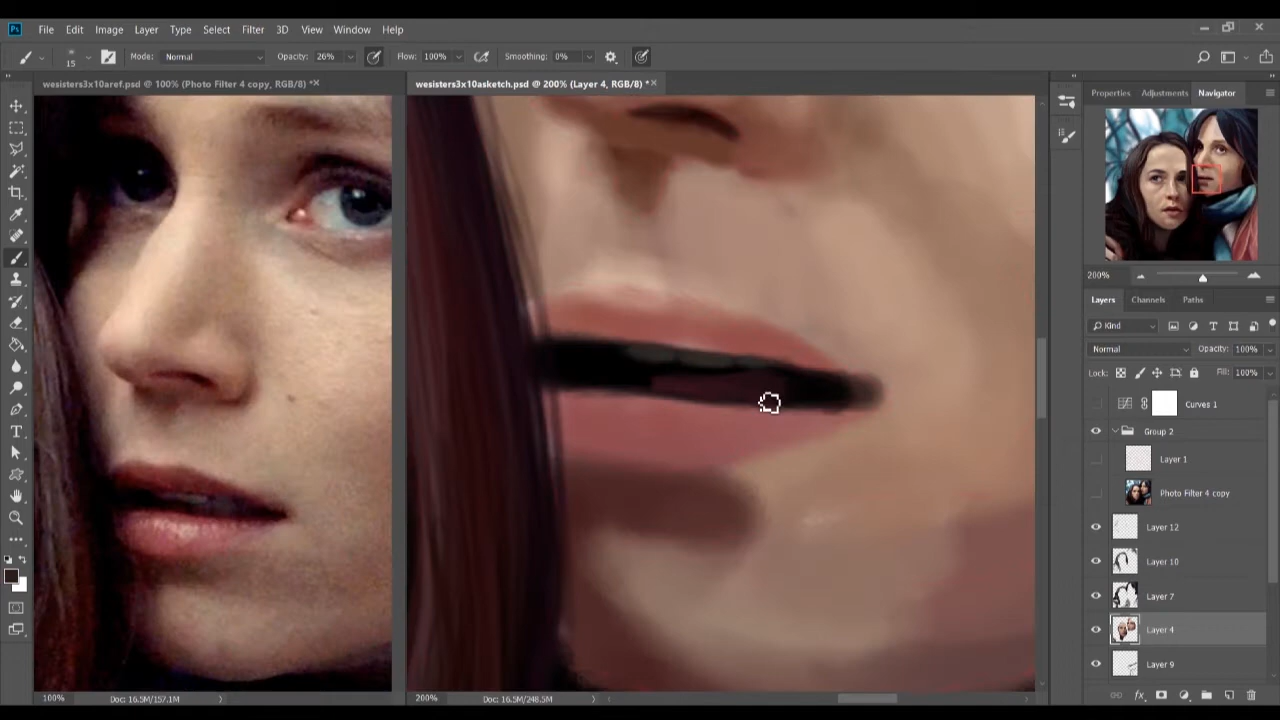 Ps File Edit Image Layer Type Select Filter 3D View Window Help
15 Mode: Normal Opacity: 26% Flow: 100% Smoothing: 0%
wesisters3x10aref.psd @ 100% (Photo Filter 4 copy, RGB/8) *
wesisters3x10asketch.psd @ 200% (Layer 4, RGB/8) *
Properties Adjustments Navigator
200%
Layers Channels Paths
Kind
Normal Opacity: 100%
Lock: Fill: 100%
Curves 1
Group 2
Layer 1
Photo Filter 4 copy
Layer 12
Layer 10
Layer 7
Layer 4
Layer 9
100% Doc: 16.5M/157.1M
200% Doc: 16.5M/248.5M
fx